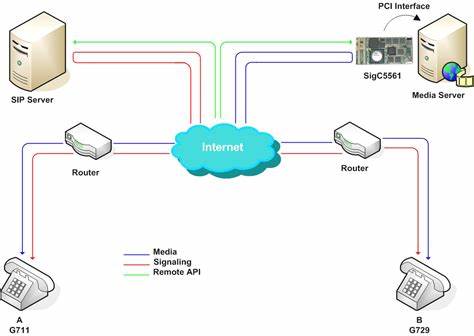 PCI Interface
SIP Server
SigC5561
Media Server
Internet
Router
Router
Media
Signaling
Remote API
A
G711
B
G729